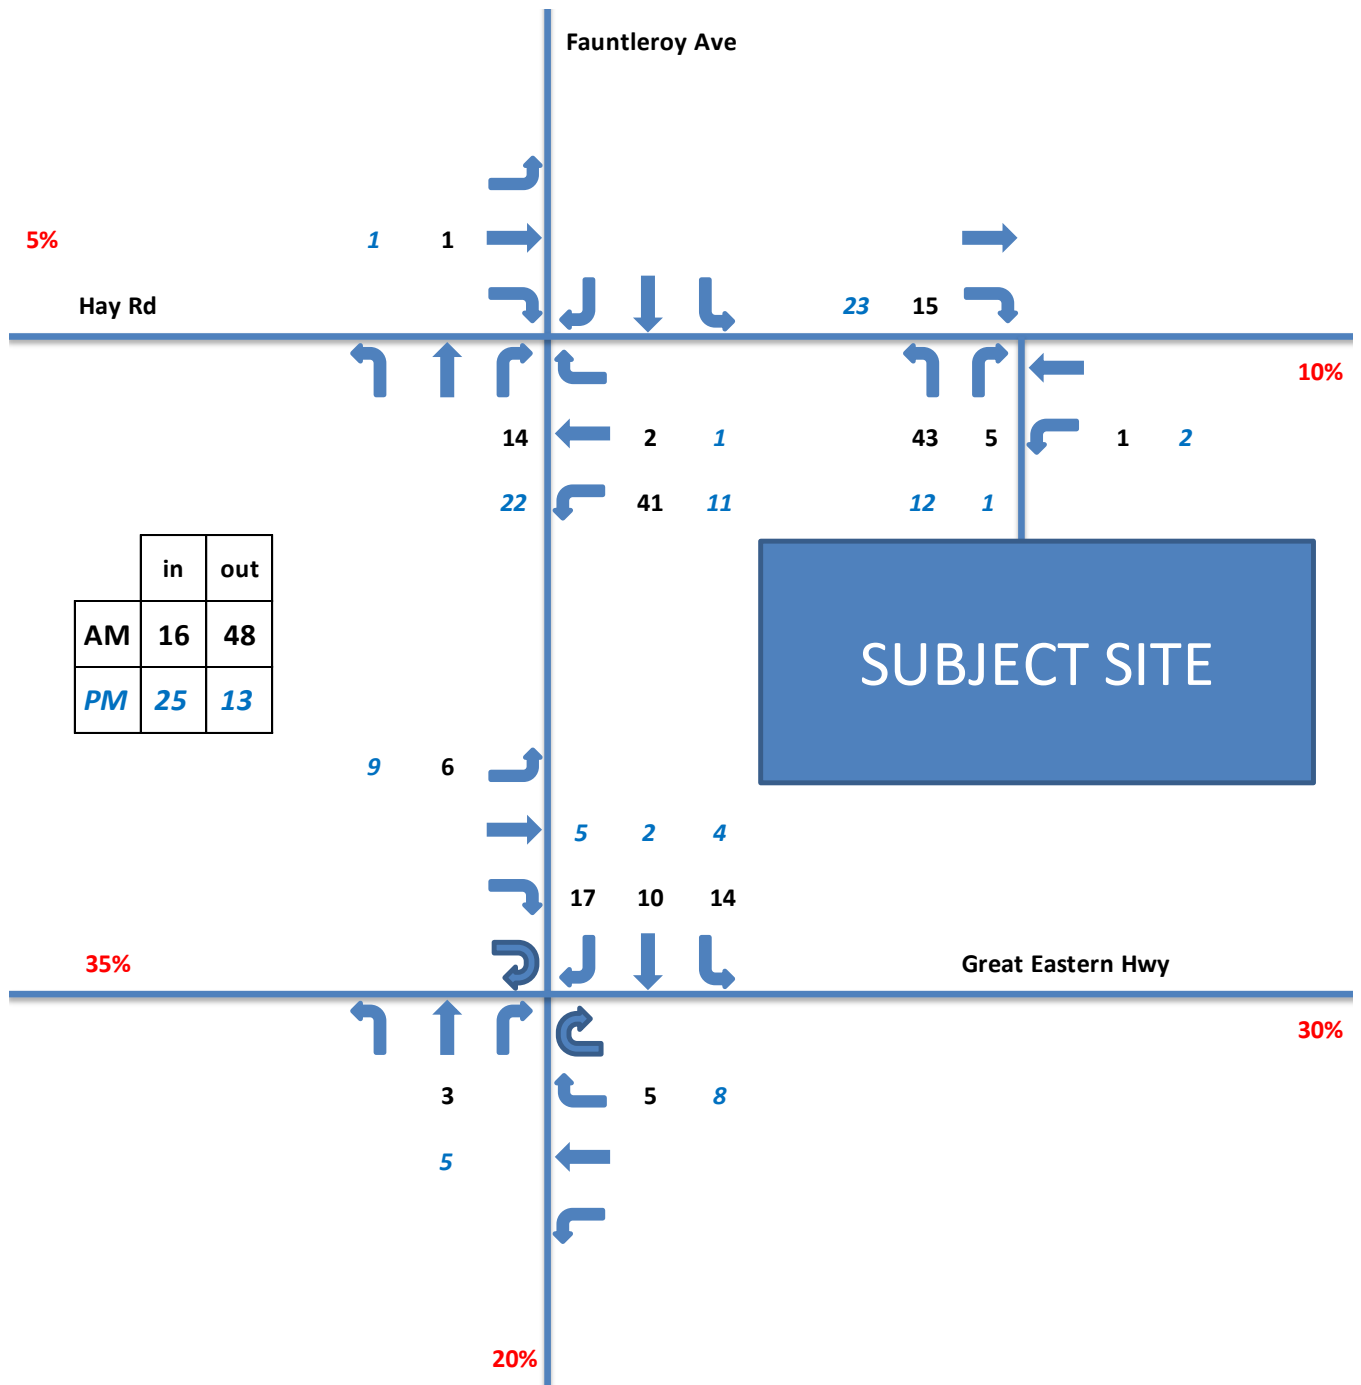 Fauntleroy Ave
5% 1 1
Hay Rd 23 15
10%
14 2 1 43 5 1 2
22 41 11 12 1
in out
AM 16 48
PM 25 13
SUBJECT SITE
9 6
5 2 4
17 10 14
35% Great Eastern Hwy
30%
3 5 8
5
20%